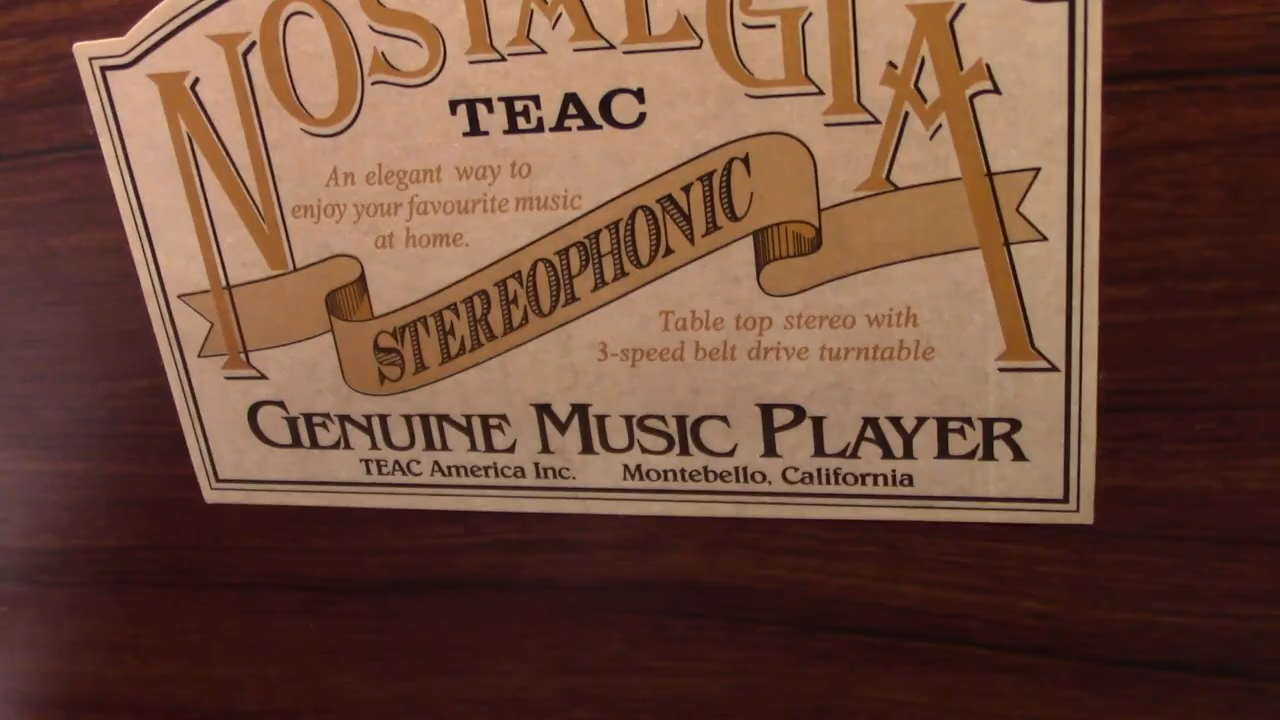 NOSTALGIA
TEAC
An elegant way to
enjoy your favourite music
at home.
STEREOPHONIC
Table top stereo with
3-speed belt drive turntable
GENUINE MUSIC PLAYER
TEAC America Inc. Montebello, California